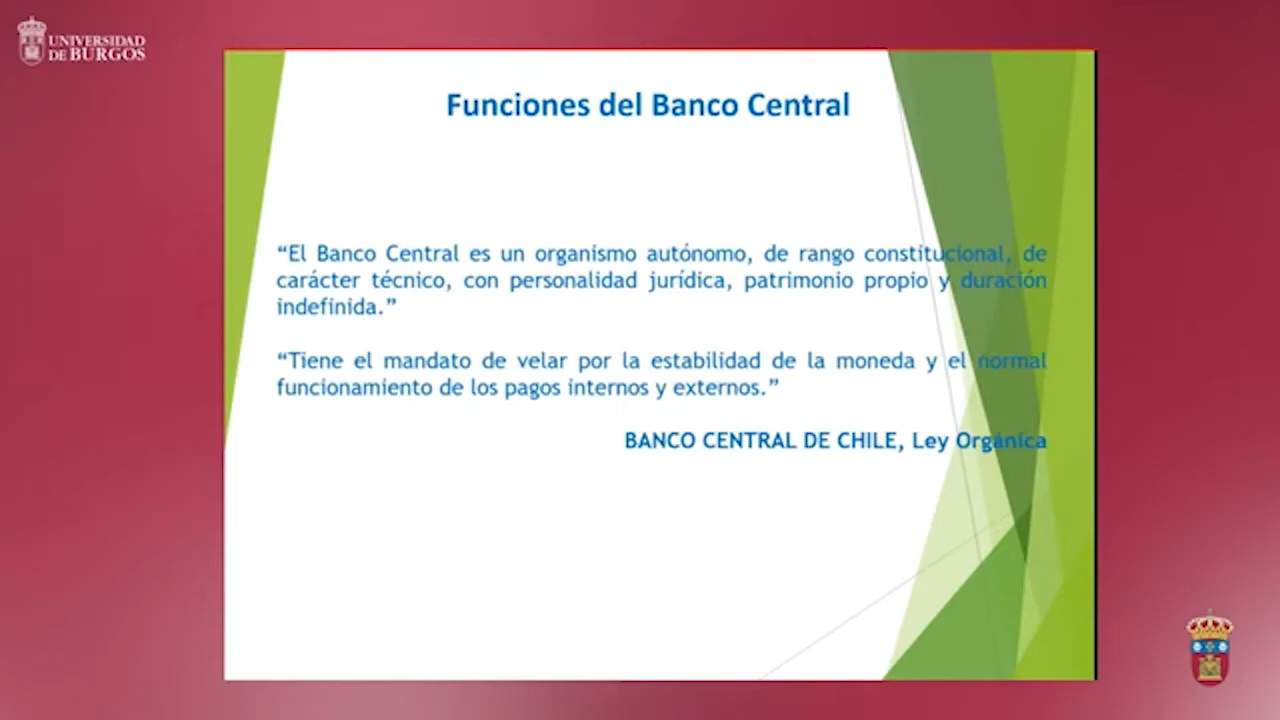 UNIVERSIDAD
DE BURGOS
Funciones del Banco Central
“El Banco Central es un organismo autónomo, de rango constitucional, de
carácter técnico, con personalidad jurídica, patrimonio propio y duración
indefinida.”
“Tiene el mandato de velar por la estabilidad de la moneda y el normal
funcionamiento de los pagos internos y externos.”
BANCO CENTRAL DE CHILE, Ley Orgánica